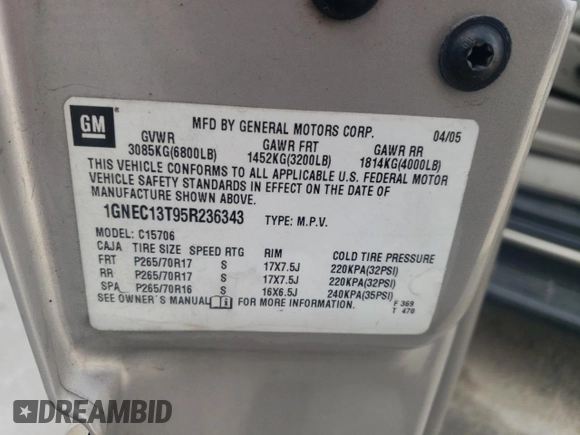 GM
MFD BY GENERAL MOTORS CORP. 04/05
GVWR GAWR FRT GAWR RR
3085KG(6800LB) 1452KG(3200LB) 1814KG(4000LB)
THIS VEHICLE CONFORMS TO ALL APPLICABLE U.S. FEDERAL MOTOR
VEHICLE SAFETY STANDARDS IN EFFECT ON THE DATE OF
MANUFACTURE SHOWN ABOVE.
1GNEC13T95R236343 TYPE: M.P.V.
MODEL: C15706
CAJA TIRE SIZE SPEED RTG RIM COLD TIRE PRESSURE
FRT P265/70R17 S 17X7.5J 220KPA(32PSI)
RR P265/70R17 S 17X7.5J 220KPA(32PSI)
SPA P265/70R16 S 16X6.5J 240KPA(35PSI)
SEE OWNER'S MANUAL FOR MORE INFORMATION.
F 369
T 470
DREAMBID